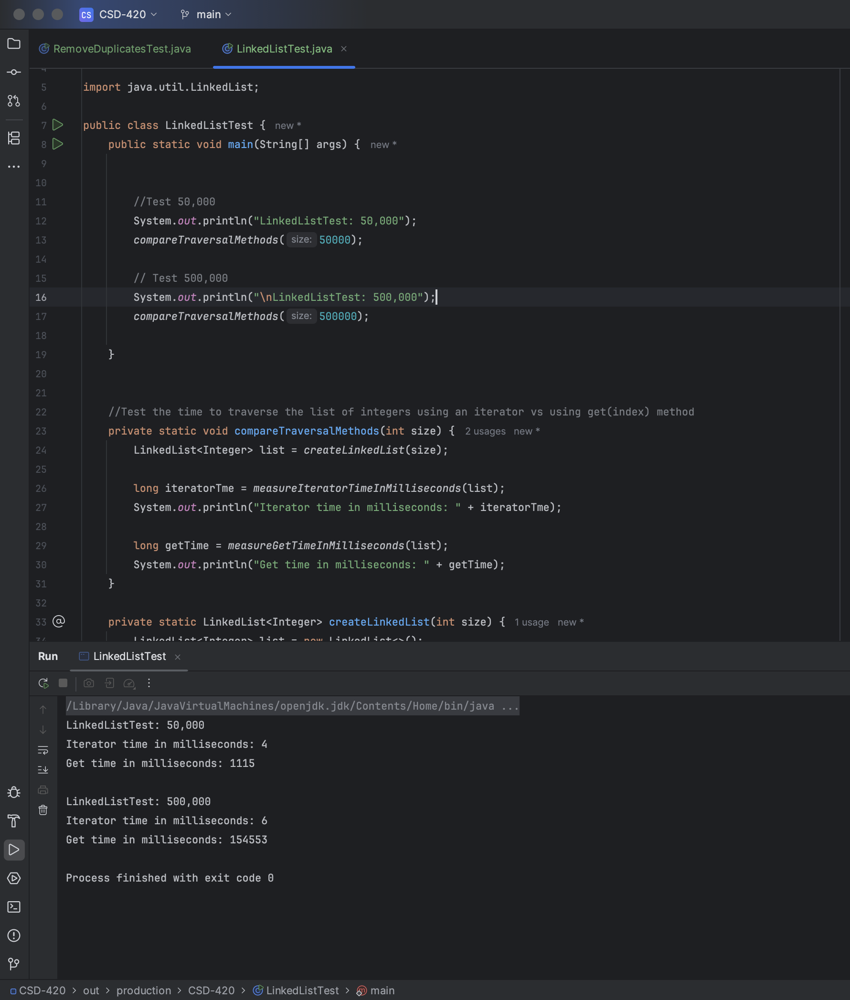 CS CSD-420 main
RemoveDuplicatesTest.java LinkedListTest.java
4
5 import java.util.LinkedList;
6
7 public class LinkedListTest { new *
8 public static void main(String[] args) { new *
9
10
11 //Test 50,000
12 System.out.println("LinkedListTest: 50,000");
13 compareTraversalMethods( size: 50000);
14
15 // Test 500,000
16 System.out.println("\nLinkedListTest: 500,000");
17 compareTraversalMethods( size: 500000);
18
19 }
20
21
22 //Test the time to traverse the list of integers using an iterator vs using get(index) method
23 private static void compareTraversalMethods(int size) { 2 usages new *
24 LinkedList<Integer> list = createLinkedList(size);
25
26 long iteratorTme = measureIteratorTimeInMilliseconds(list);
27 System.out.println("Iterator time in milliseconds: " + iteratorTme);
28
29 long getTime = measureGetTimeInMilliseconds(list);
30 System.out.println("Get time in milliseconds: " + getTime);
31 }
32
33 @ private static LinkedList<Integer> createLinkedList(int size) { 1 usage new *
34 LinkedList<Integer> list = new LinkedList<>();
Run LinkedListTest
/Library/Java/JavaVirtualMachines/openjdk.jdk/Contents/Home/bin/java ...
LinkedListTest: 50,000
Iterator time in milliseconds: 4
Get time in milliseconds: 1115
LinkedListTest: 500,000
Iterator time in milliseconds: 6
Get time in milliseconds: 154553
Process finished with exit code 0
CSD-420 > out > production > CSD-420 > LinkedListTest > m main